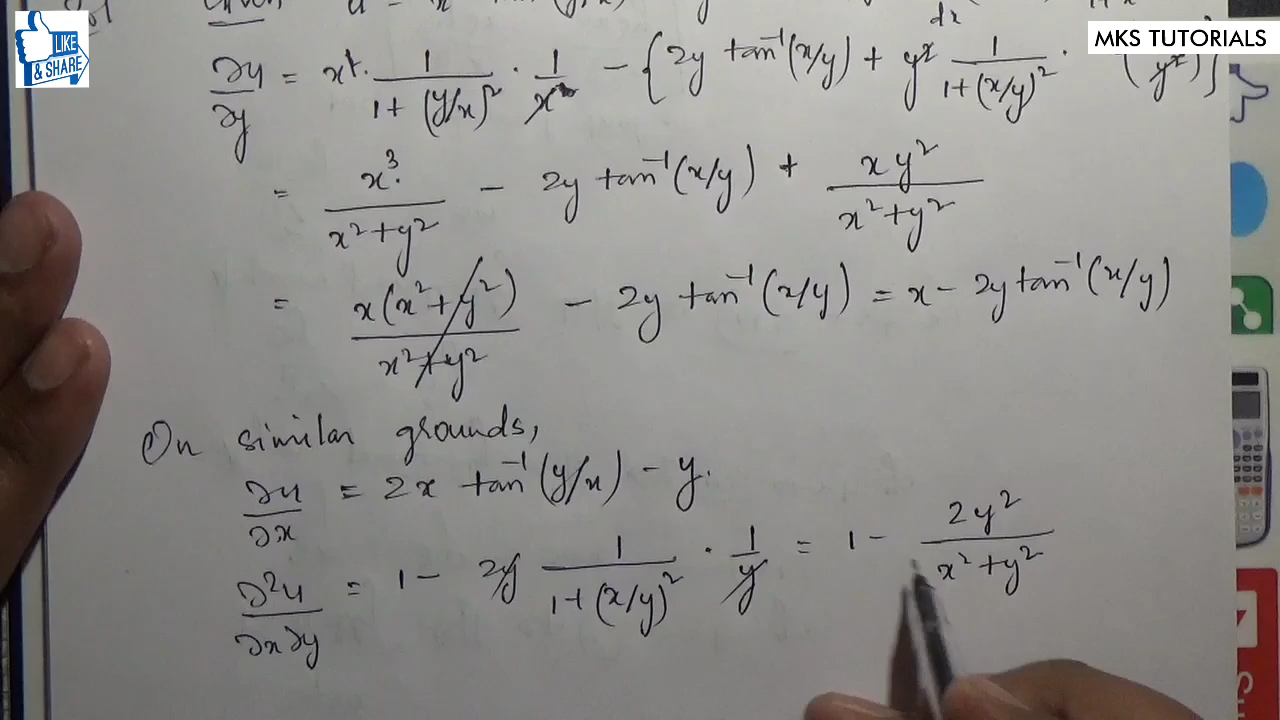 MKS TUTORIALS
LIKE
& SHARE
∂u/∂y = x² · 1/(1 + (y/x)²) · 1/x − {2y tan⁻¹(x/y) + y² 1/(1+(x/y)²) · (x/y²)}
= x³/(x²+y²) − 2y tan⁻¹(x/y) + xy²/(x²+y²)
= x(x²+y²)/(x²+y²) − 2y tan⁻¹(x/y) = x − 2y tan⁻¹(x/y)
On similar grounds,
∂u/∂x = 2x tan⁻¹(y/x) − y.
∂²u/∂x∂y = 1 − 2y 1/(1+(x/y)²) · 1/y = 1 − 2y²/(x²+y²)